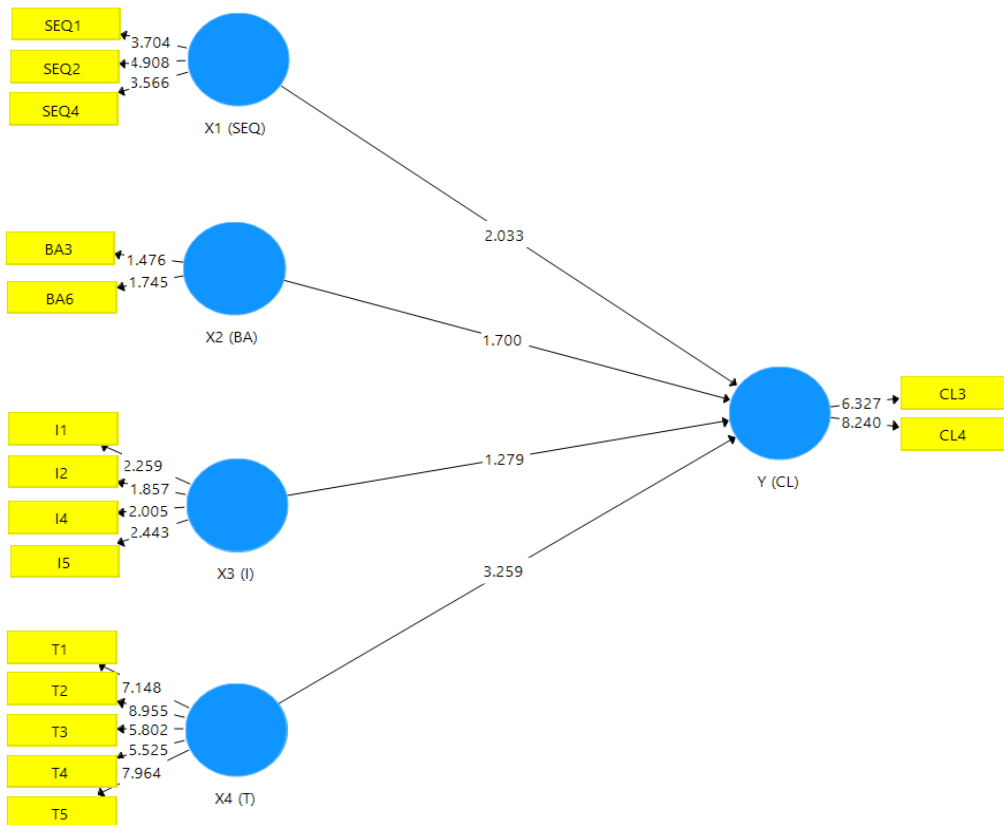 SEQ1
3.704
SEQ2
4.908
3.566
SEQ4
X1 (SEQ)
2.033
BA3
1.476
1.745
BA6
X2 (BA)
1.700
I1
2.259
I2
1.857
I4
2.005
2.443
I5
X3 (I)
1.279
6.327
CL3
8.240
CL4
Y (CL)
3.259
T1
7.148
T2
8.955
T3
5.802
5.525
T4
7.964
T5
X4 (T)